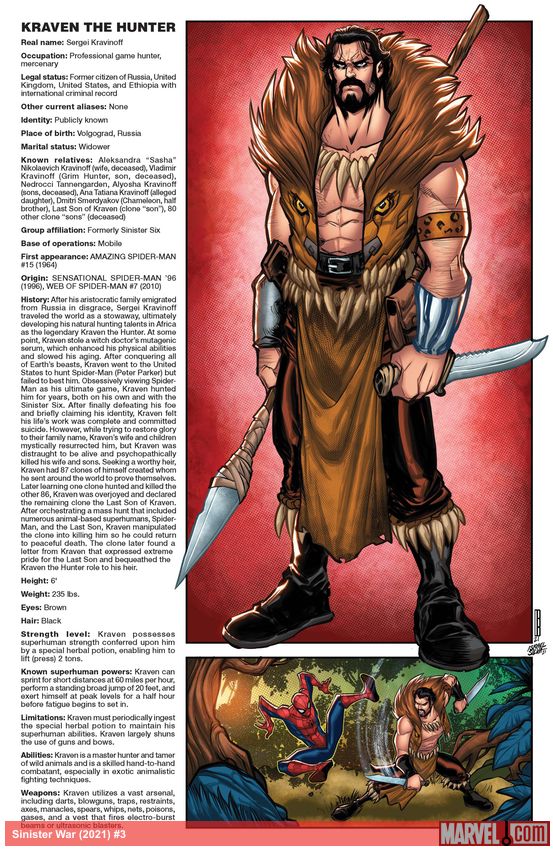 KRAVEN THE HUNTER
Real name: Sergei Kravinoff
Occupation: Professional game hunter,
mercenary
Legal status: Former citizen of Russia, United
Kingdom, United States, and Ethiopia with
international criminal record
Other current aliases: None
Identity: Publicly known
Place of birth: Volgograd, Russia
Marital status: Widower
Known relatives: Aleksandra “Sasha”
Nikolaevich Kravinoff (wife, deceased), Vladimir
Kravinoff (Grim Hunter, son, deceased),
Nedrocci Tannengarden, Alyosha Kravinoff
(sons, deceased), Ana Tatiana Kravinoff (alleged
daughter), Dmitri Smerdyakov (Chameleon, half
brother), Last Son of Kraven (clone “son”), 80
other clone “sons” (deceased)
Group affiliation: Formerly Sinister Six
Base of operations: Mobile
First appearance: AMAZING SPIDER-MAN
#15 (1964)
Origin: SENSATIONAL SPIDER-MAN ’96
(1996), WEB OF SPIDER-MAN #7 (2010)
History: After his aristocratic family emigrated
from Russia in disgrace, Sergei Kravinoff
traveled the world as a stowaway, ultimately
developing his natural hunting talents in Africa
as the legendary Kraven the Hunter. At some
point, Kraven stole a witch doctor’s mutagenic
serum, which enhanced his physical abilities
and slowed his aging. After conquering all
of Earth’s beasts, Kraven went to the United
States to hunt Spider-Man (Peter Parker) but
failed to best him. Obsessively viewing Spider-
Man as his ultimate game, Kraven hunted
him for years, both on his own and with the
Sinister Six. After finally defeating his foe
and briefly claiming his identity, Kraven felt
his life’s work was complete and committed
suicide. However, while trying to restore glory
to their family name, Kraven’s wife and children
mystically resurrected him, but Kraven was
distraught to be alive and psychopathically
killed his wife and sons. Seeking a worthy heir,
Kraven had 87 clones of himself created whom
he sent around the world to prove themselves.
Later learning one clone hunted and killed the
other 86, Kraven was overjoyed and declared
the remaining clone the Last Son of Kraven.
After orchestrating a mass hunt that included
numerous animal-based superhumans, Spider-
Man, and the Last Son, Kraven manipulated
the clone into killing him so he could return
to peaceful death. The clone later found a
letter from Kraven that expressed extreme
pride for the Last Son and bequeathed the
Kraven the Hunter role to his heir.
Height: 6'
Weight: 235 lbs.
Eyes: Brown
Hair: Black
Strength level: Kraven possesses
superhuman strength conferred upon him
by a special herbal potion, enabling him to
lift (press) 2 tons.
Known superhuman powers: Kraven can
sprint for short distances at 60 miles per hour,
perform a standing broad jump of 20 feet, and
exert himself at peak levels for a half hour
before fatigue begins to set in.
Limitations: Kraven must periodically ingest
the special herbal potion to maintain his
superhuman abilities. Kraven largely shuns
the use of guns and bows.
Abilities: Kraven is a master hunter and tamer
of wild animals and is a skilled hand-to-hand
combatant, especially in exotic animalistic
fighting techniques.
Weapons: Kraven utilizes a vast arsenal,
including darts, blowguns, traps, restraints,
axes, manacles, spears, whips, nets, poisons,
gases, and a vest that fires electro-burst
beams or ultrasonic blasters.
Sinister War (2021) #3
MARVEL.com